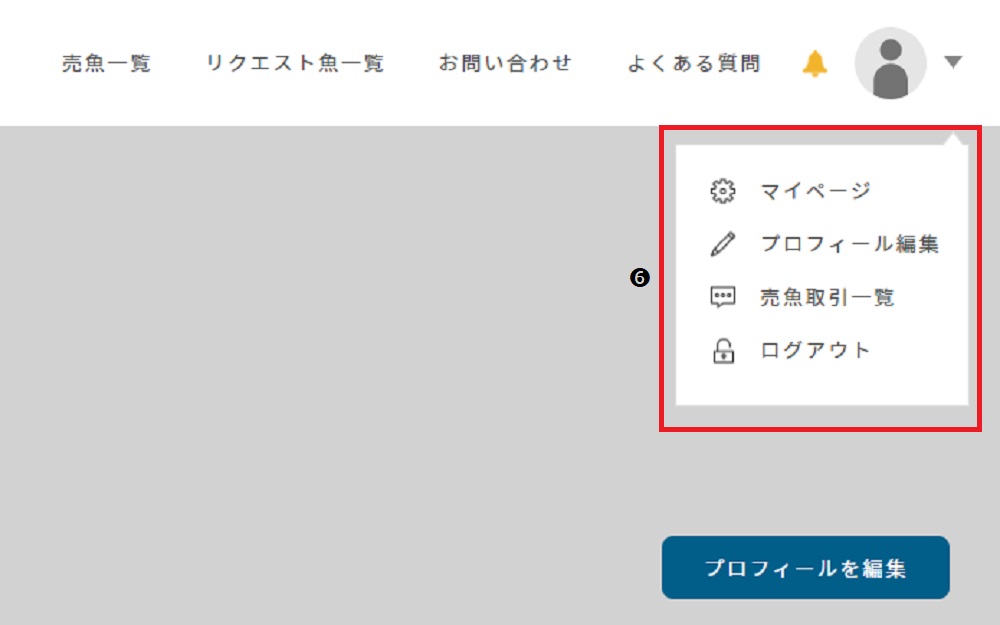 売魚一覧 リクエスト魚一覧 お問い合わせ よくある質問
マイページ
プロフィール編集
❻
売魚取引一覧
ログアウト
プロフィールを編集